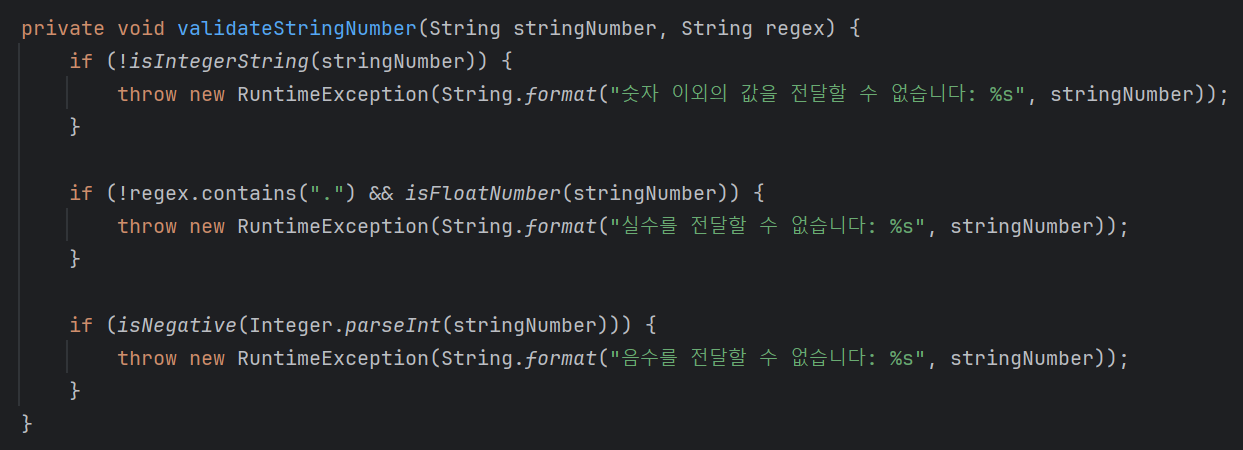 private void validateStringNumber(String stringNumber, String regex) {
    if (!isIntegerString(stringNumber)) {
        throw new RuntimeException(String.format("숫자 이외의 값을 전달할 수 없습니다: %s", stringNumber));
    }

    if (!regex.contains(".") && isFloatNumber(stringNumber)) {
        throw new RuntimeException(String.format("실수를 전달할 수 없습니다: %s", stringNumber));
    }

    if (isNegative(Integer.parseInt(stringNumber))) {
        throw new RuntimeException(String.format("음수를 전달할 수 없습니다: %s", stringNumber));
    }
}